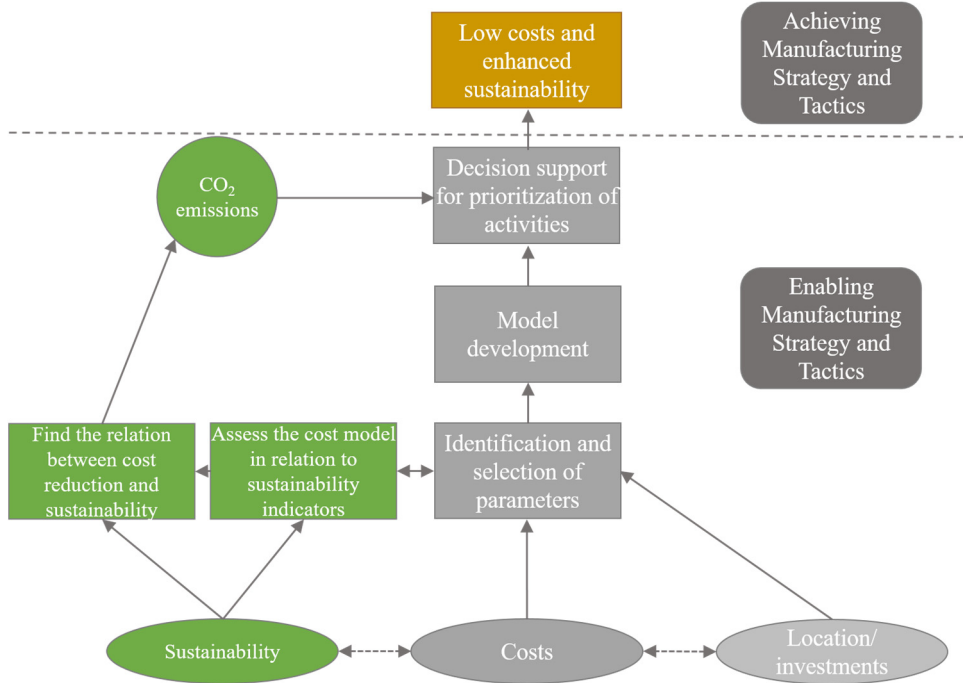 Low costs and
enhanced
sustainability
Achieving
Manufacturing
Strategy and
Tactics
CO₂
emissions
Decision support
for prioritization of
activities
Model
development
Enabling
Manufacturing
Strategy and
Tactics
Find the relation
between cost
reduction and
sustainability
Assess the cost model
in relation to
sustainability
indicators
Identification and
selection of
parameters
Sustainability
Costs
Location/
investments